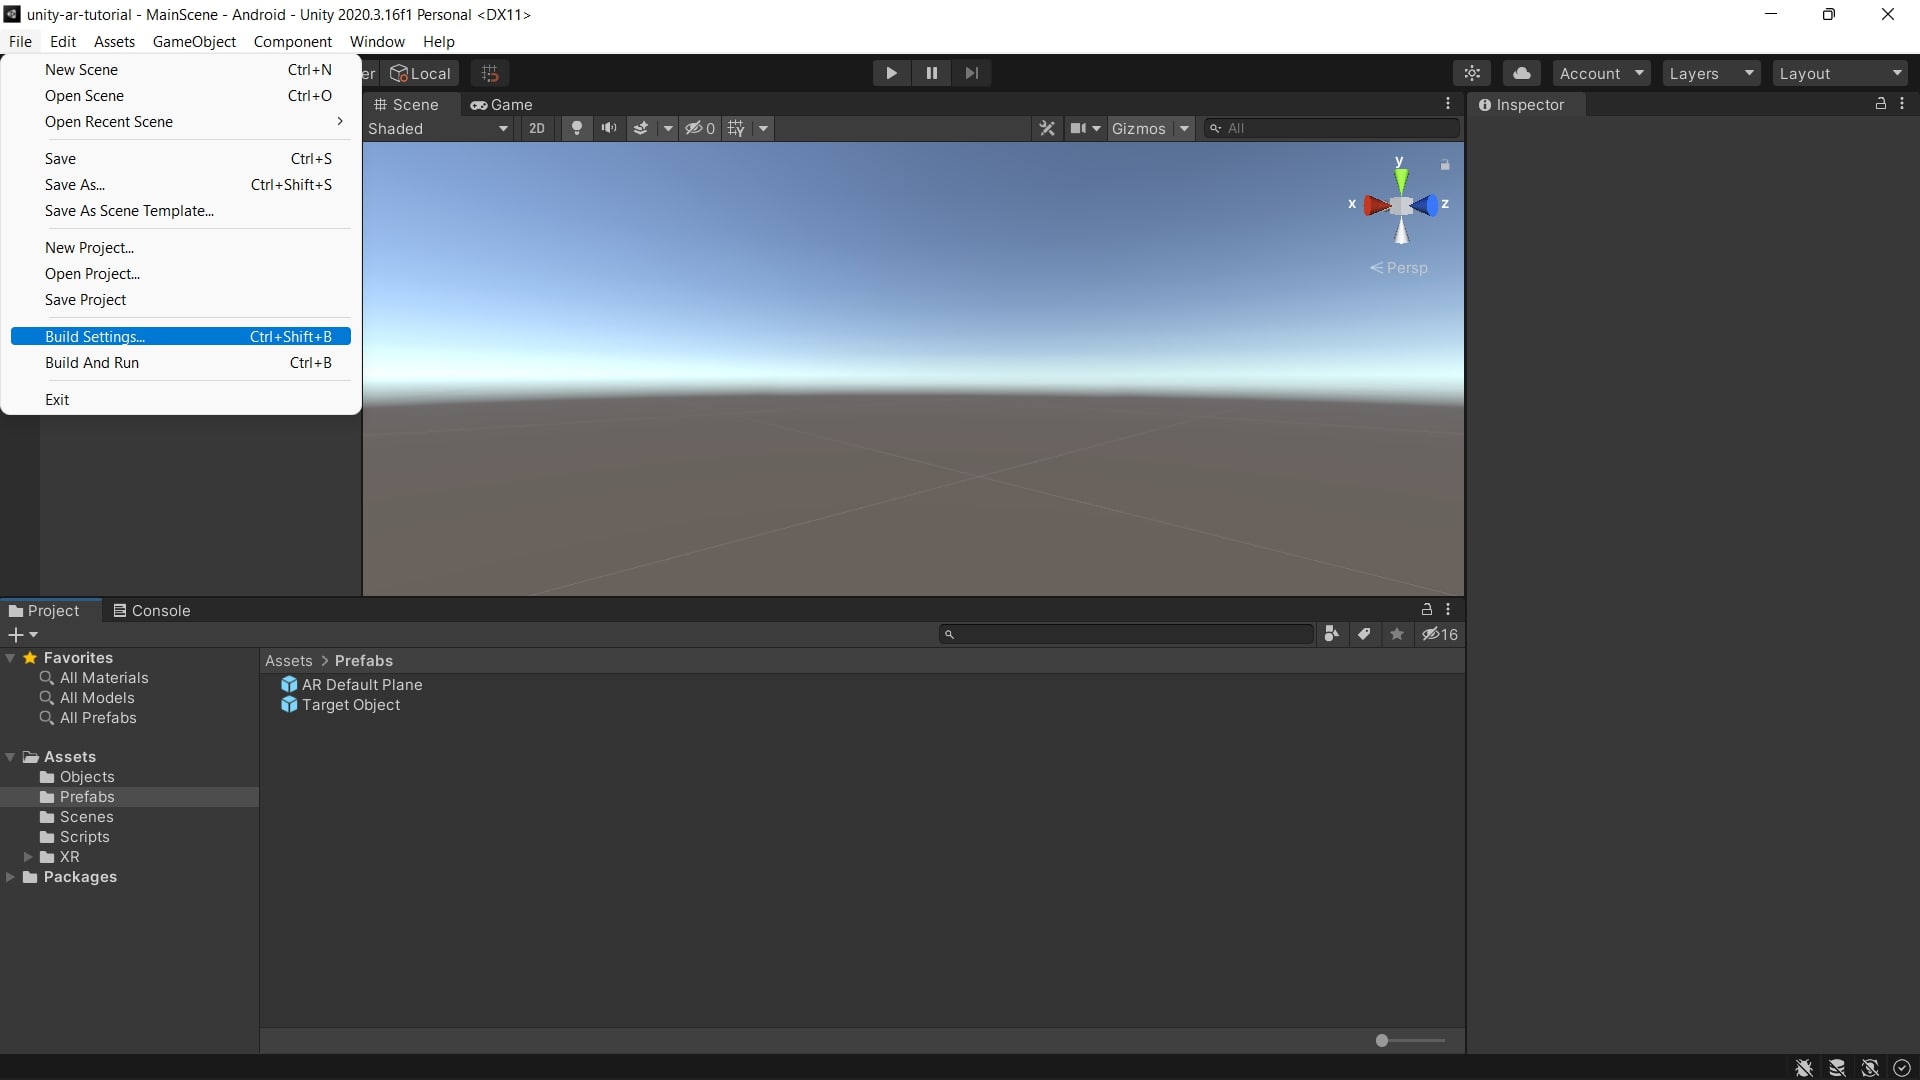 unity-ar-tutorial - MainScene - Android - Unity 2020.3.16f1 Personal <DX11>
File Edit Assets GameObject Component Window Help
New Scene Ctrl+N
Open Scene Ctrl+O
Open Recent Scene
Save Ctrl+S
Save As... Ctrl+Shift+S
Save As Scene Template...
New Project...
Open Project...
Save Project
Build Settings... Ctrl+Shift+B
Build And Run Ctrl+B
Exit
er Local
Account Layers Layout
Scene Game
Shaded 2D 0 Gizmos All
y
x z
Persp
Inspector
Project Console
16
Favorites
All Materials
All Models
All Prefabs
Assets
Objects
Prefabs
Scenes
Scripts
XR
Packages
Assets > Prefabs
AR Default Plane
Target Object